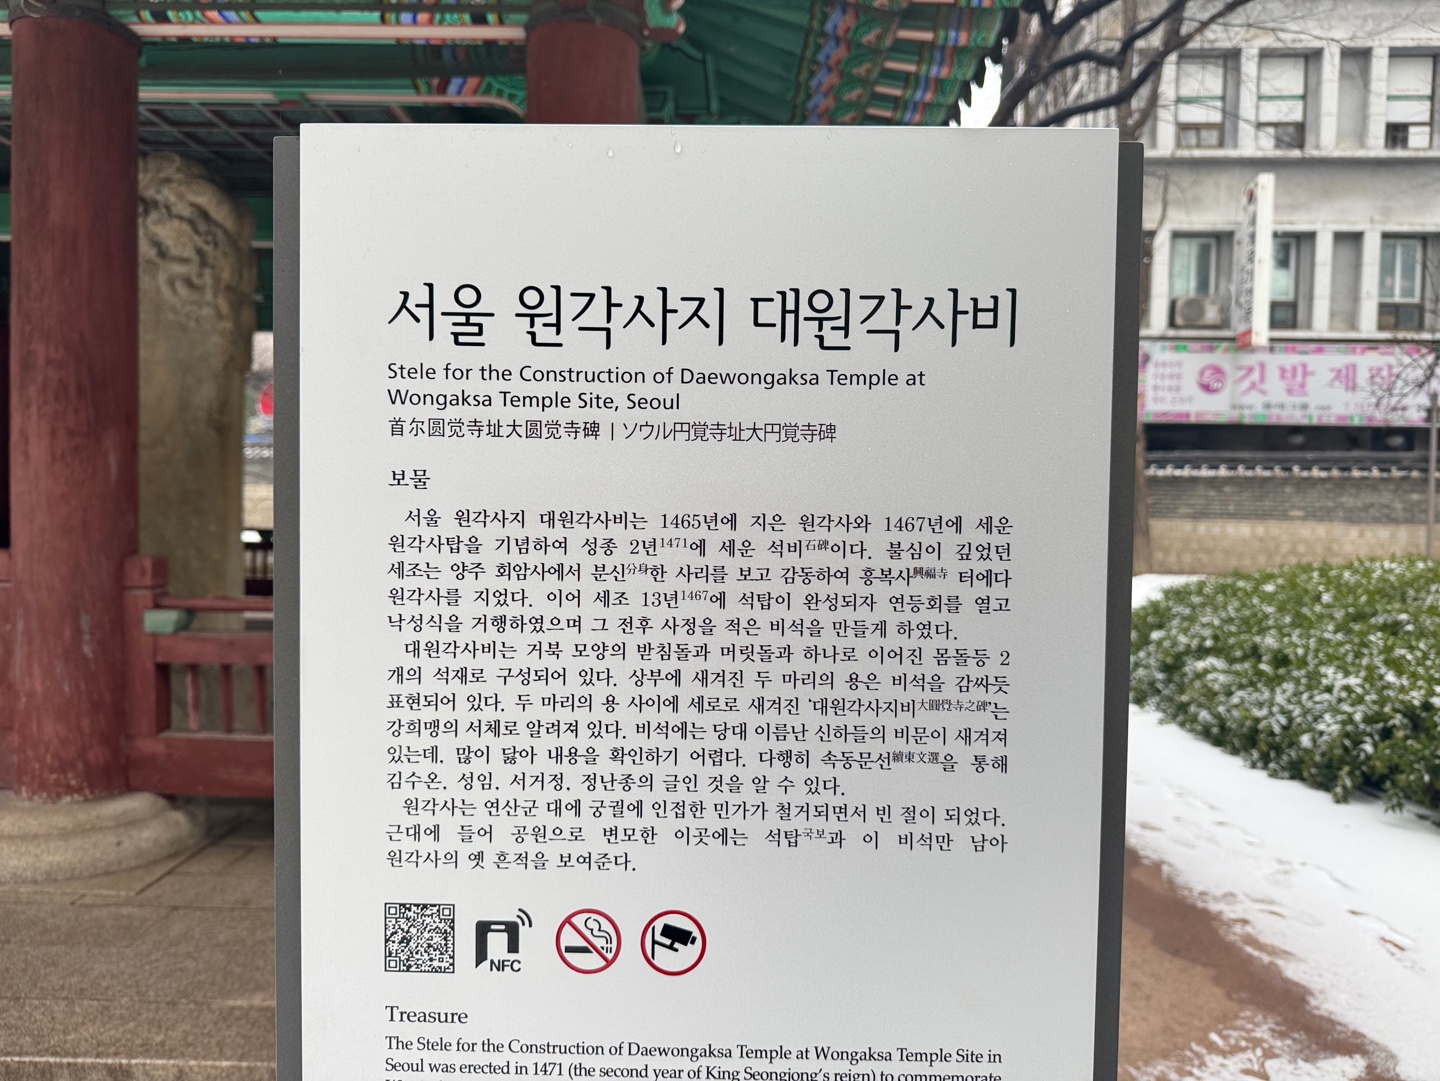 서울 원각사지 대원각사비
Stele for the Construction of Daewongaksa Temple at
Wongaksa Temple Site, Seoul
首尔圆觉寺址大圆觉寺碑 | ソウル円覚寺址大円覚寺碑
보물
서울 원각사지 대원각사비는 1465년에 지은 원각사와 1467년에 세운
원각사탑을 기념하여 성종 2년1471에 세운 석비石碑이다. 불심이 깊었던
세조는 양주 회암사에서 분신分身한 사리를 보고 감동하여 흥복사興福寺 터에다
원각사를 지었다. 이어 세조 13년1467에 석탑이 완성되자 연등회를 열고
낙성식을 거행하였으며 그 전후 사정을 적은 비석을 만들게 하였다.
대원각사비는 거북 모양의 받침돌과 머릿돌과 하나로 이어진 몸돌등 2
개의 석재로 구성되어 있다. 상부에 새겨진 두 마리의 용은 비석을 감싸듯
표현되어 있다. 두 마리의 용 사이에 세로로 새겨진 '대원각사지비大圓覺寺之碑'는
강희맹의 서체로 알려져 있다. 비석에는 당대 이름난 신하들의 비문이 새겨져
있는데, 많이 닳아 내용을 확인하기 어렵다. 다행히 속동문선續東文選을 통해
김수온, 성임, 서거정, 정난종의 글인 것을 알 수 있다.
원각사는 연산군 대에 궁궐에 인접한 민가가 철거되면서 빈 절이 되었다.
근대에 들어 공원으로 변모한 이곳에는 석탑국보과 이 비석만 남아
원각사의 옛 흔적을 보여준다.
NFC
Treasure
The Stele for the Construction of Daewongaksa Temple at Wongaksa Temple Site in
Seoul was erected in 1471 (the second year of King Seongjong's reign) to commemorate
깃발 제작